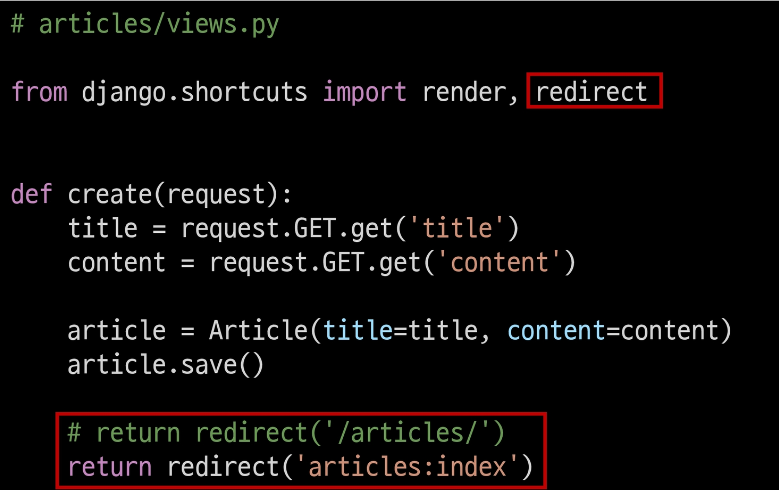 # articles/views.py
from django.shortcuts import render, redirect
def create(request):
    title = request.GET.get('title')
    content = request.GET.get('content')
    article = Article(title=title, content=content)
    article.save()
    # return redirect('/articles/')
    return redirect('articles:index')